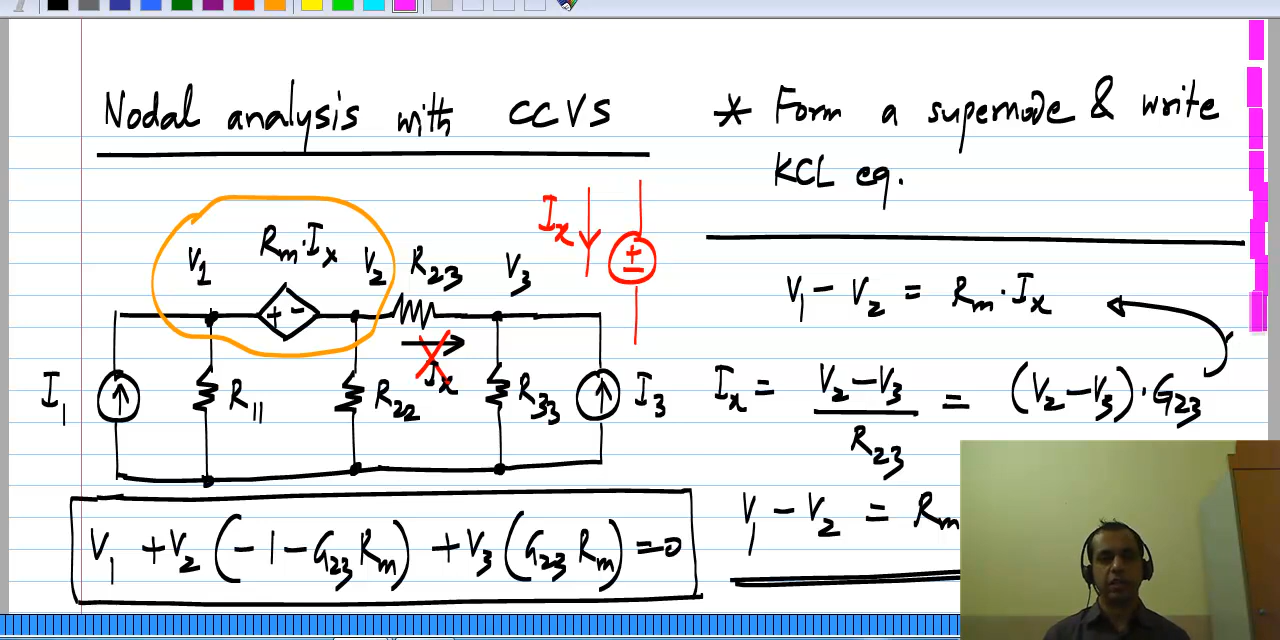 Nodal analysis with CCVS
* Form a supernode & write
KCL eq.
V1 Rm·Ix V2 R23 V3
Ix
+ -
+
-
Ix
I1 R11 R22 R33 I3
V1 - V2 = Rm·Ix
Ix = (V2-V3)/R23 = (V2-V3)·G23
V1 - V2 = Rm
V1 +V2 (-1-G23Rm) +V3 (G23 Rm) =0